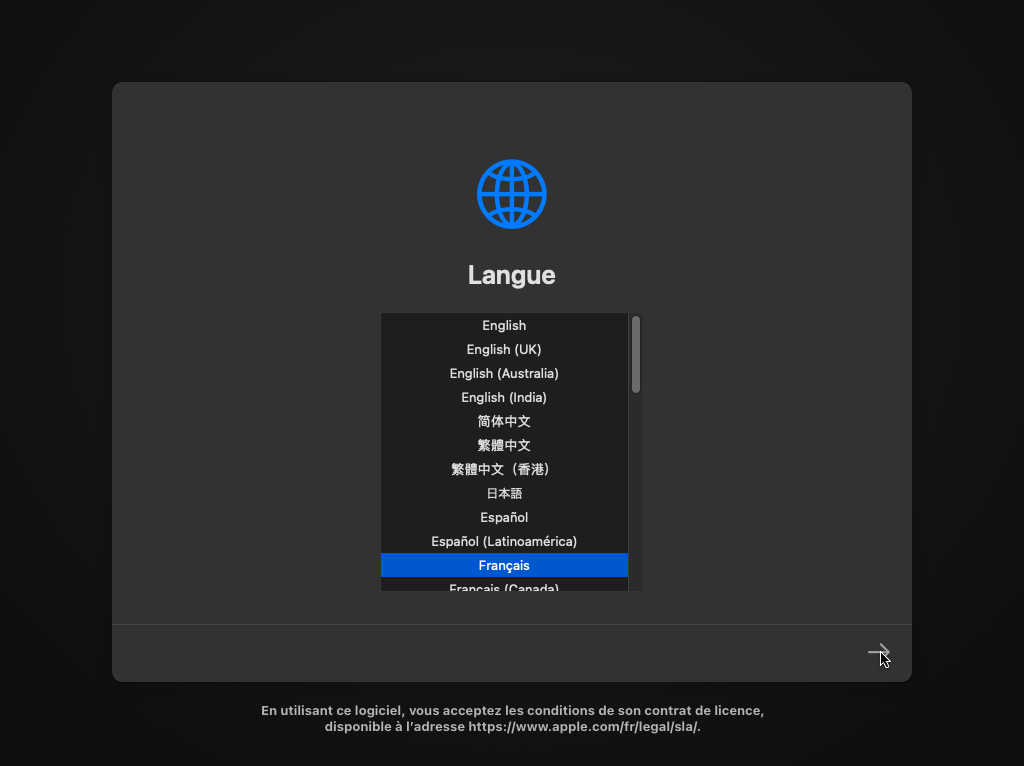 Langue
English
English (UK)
English (Australia)
English (India)
简体中文
繁體中文
繁體中文（香港）
日本語
Español
Español (Latinoamérica)
Français
Français (Canada)
En utilisant ce logiciel, vous acceptez les conditions de son contrat de licence,
disponible à l’adresse https://www.apple.com/fr/legal/sla/.